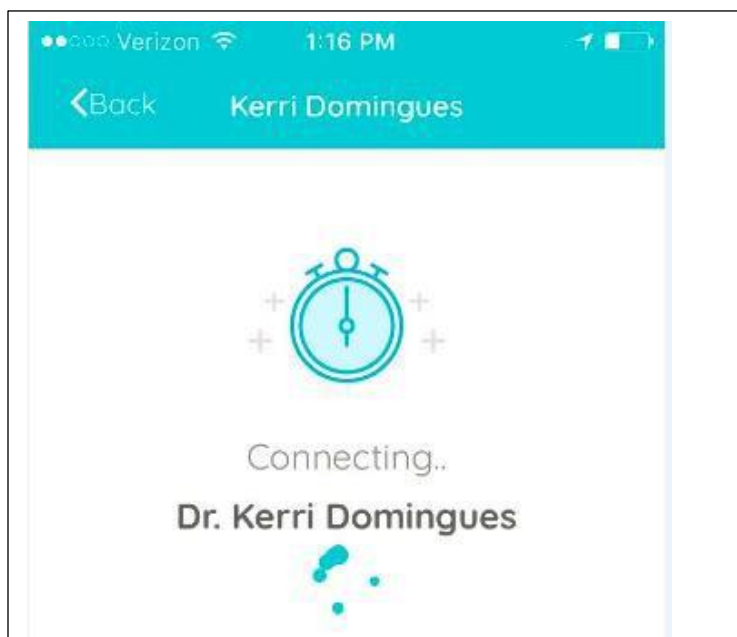 Verizon 1:16 PM
Back Kerri Domingues
Connecting..
Dr. Kerri Domingues